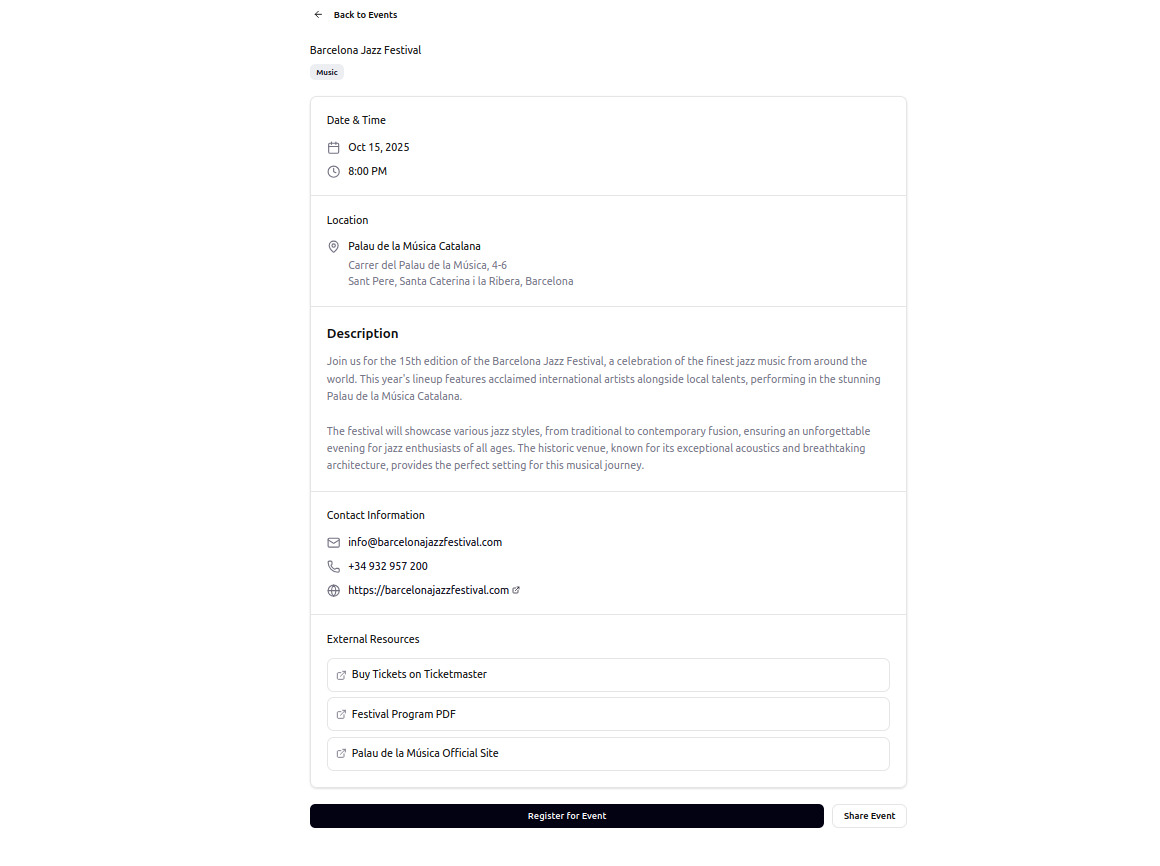 Back to Events
Barcelona Jazz Festival
Music
Date & Time
Oct 15, 2025
8:00 PM
Location
Palau de la Música Catalana
Carrer del Palau de la Música, 4-6
Sant Pere, Santa Caterina i la Ribera, Barcelona
Description
Join us for the 15th edition of the Barcelona Jazz Festival, a celebration of the finest jazz music from around the
world. This year's lineup features acclaimed international artists alongside local talents, performing in the stunning
Palau de la Música Catalana.
The festival will showcase various jazz styles, from traditional to contemporary fusion, ensuring an unforgettable
evening for jazz enthusiasts of all ages. The historic venue, known for its exceptional acoustics and breathtaking
architecture, provides the perfect setting for this musical journey.
Contact Information
info@barcelonajazzfestival.com
+34 932 957 200
https://barcelonajazzfestival.com
External Resources
Buy Tickets on Ticketmaster
Festival Program PDF
Palau de la Música Official Site
Register for Event
Share Event